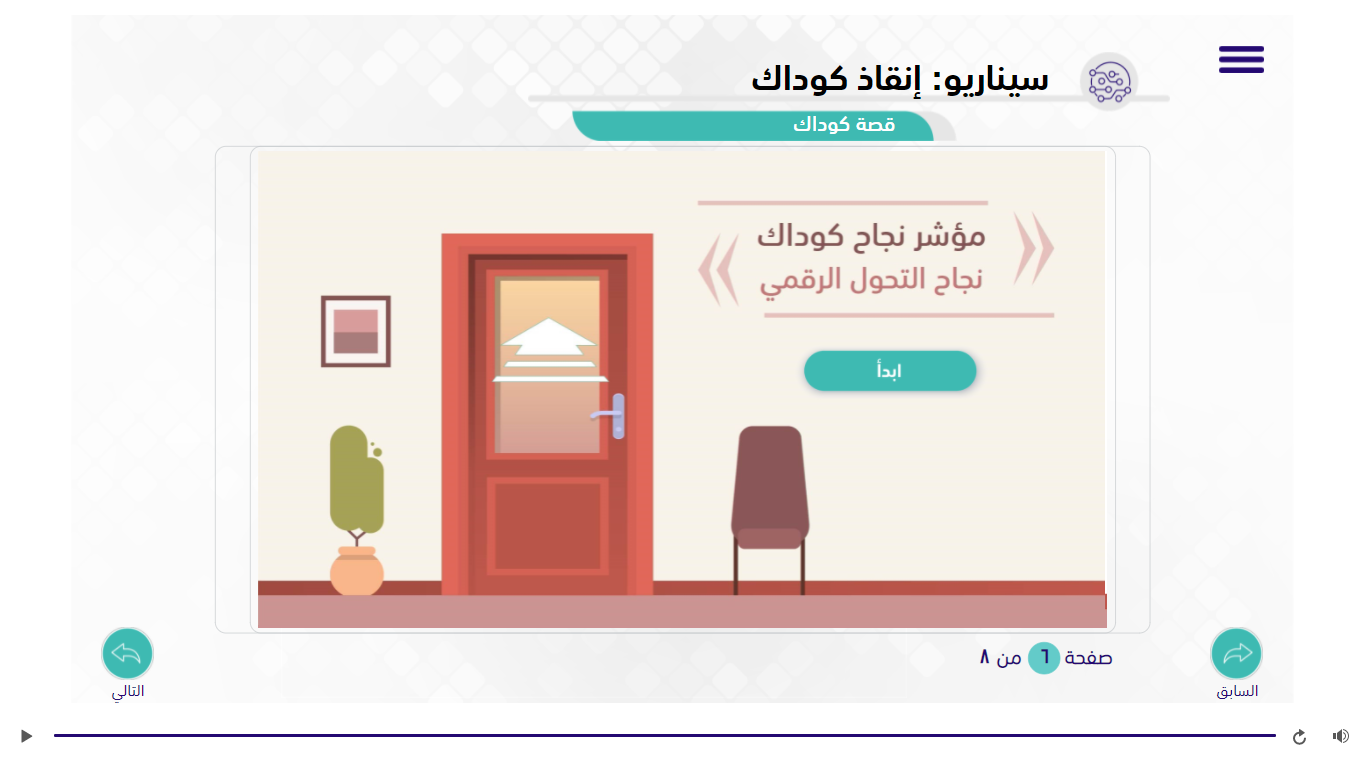 سيناريو: إنقاذ كوداك
قصة كوداك
مؤشر نجاح كوداك
نجاح التحول الرقمي
ابدأ
صفحة ٦ من ٨
السابق
التالي